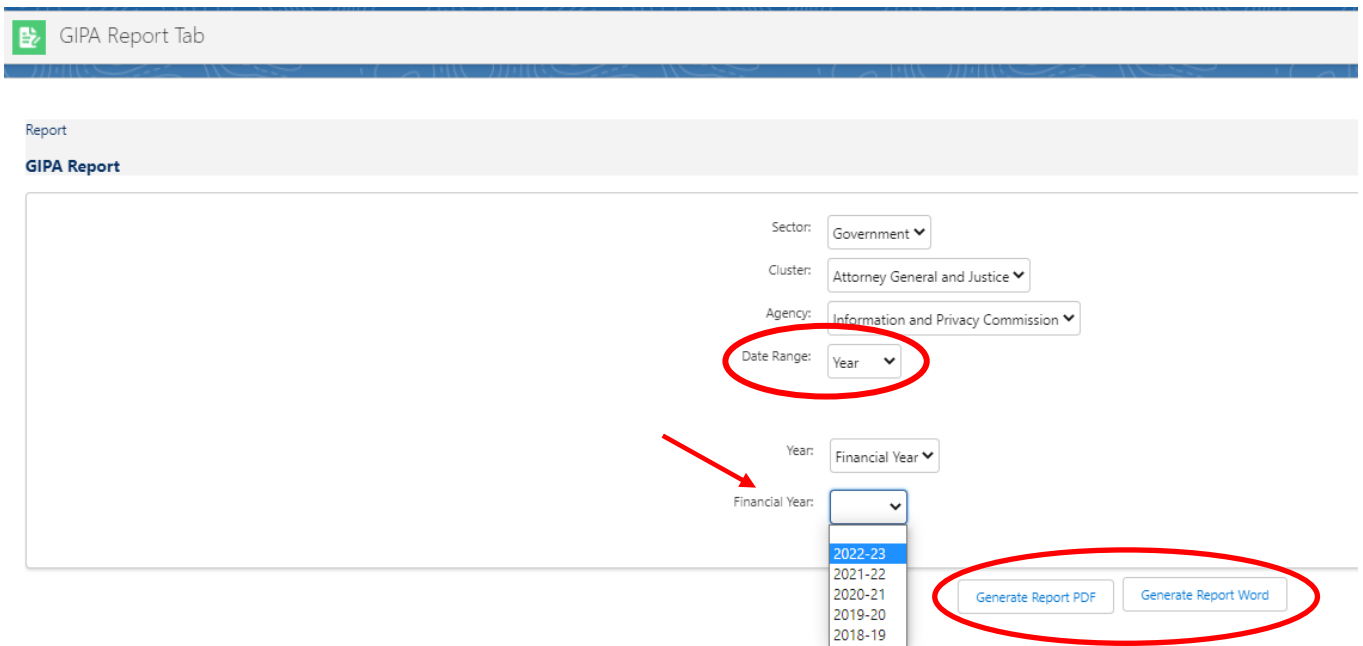 GIPA Report Tab
Report
GIPA Report
Sector: Government
Cluster: Attorney General and Justice
Agency: Information and Privacy Commission
Date Range: Year
Year: Financial Year
Financial Year:
2022-23
2021-22
2020-21
2019-20
2018-19
Generate Report PDF Generate Report Word